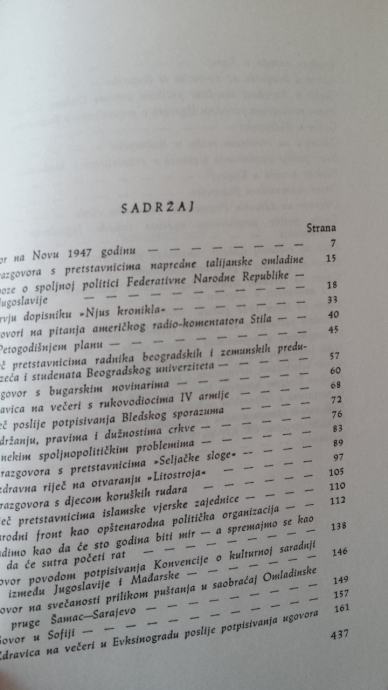 SADRŽAJ
Strana
or na Novu 1947 godinu — — — — — — — 7
razgovora s pretstavnicima napredne talijanske omladine 15
oze o spoljnoj politici Federativne Narodne Republike —
Jugoslavije — — — — — — — — 18
rvju dopisniku »Njus kronikla« — — — — — 33
ovori na pitanja američkog radio-komentatora Stila — — 40
Petogodišnjem planu — — — — — — — 45
eč pretstavnicima radnika beogradskih i zemunskih predu-
zeća i studenata Beogradskog univerziteta — — — — 57
govor s bugarskim novinarima — — — — — 60
avica na večeri s rukovodiocima IV armije — — — — 68
eč poslije potpisivanja Bledskog sporazuma — — — — 72
držanju, pravima i dužnostima crkve — — — — 76
nekim spoljnopolitičkim problemima — — — — 83
razgovora s pretstavnicima »Seljačke sloge« — — — 89
zdravna riječ na otvaranju »Litostroja« — — — — 97
razgovora s djecom koruških rudara — — — — 105
ječ pretstavnicima islamske vjerske zajednice — — — 110
arodni front kao opštenarodna politička organizacija — — 112
adimo kao da će sto godina biti mir — a spremajmo se kao
da će sutra početi rat — — — — — — 138
ovor povodom potpisivanja Konvencije o kulturnoj saradnji
između Jugoslavije i Mađarske — — — — — 146
ovor na svečanosti prilikom puštanja u saobraćaj Omladinske
pruge Šamac—Sarajevo — — — — — — 149
Govor u Sofiji — — — — — — — — 157
Zdravica na večeri u Evksinogradu poslije potpisivanja ugovora 161
437